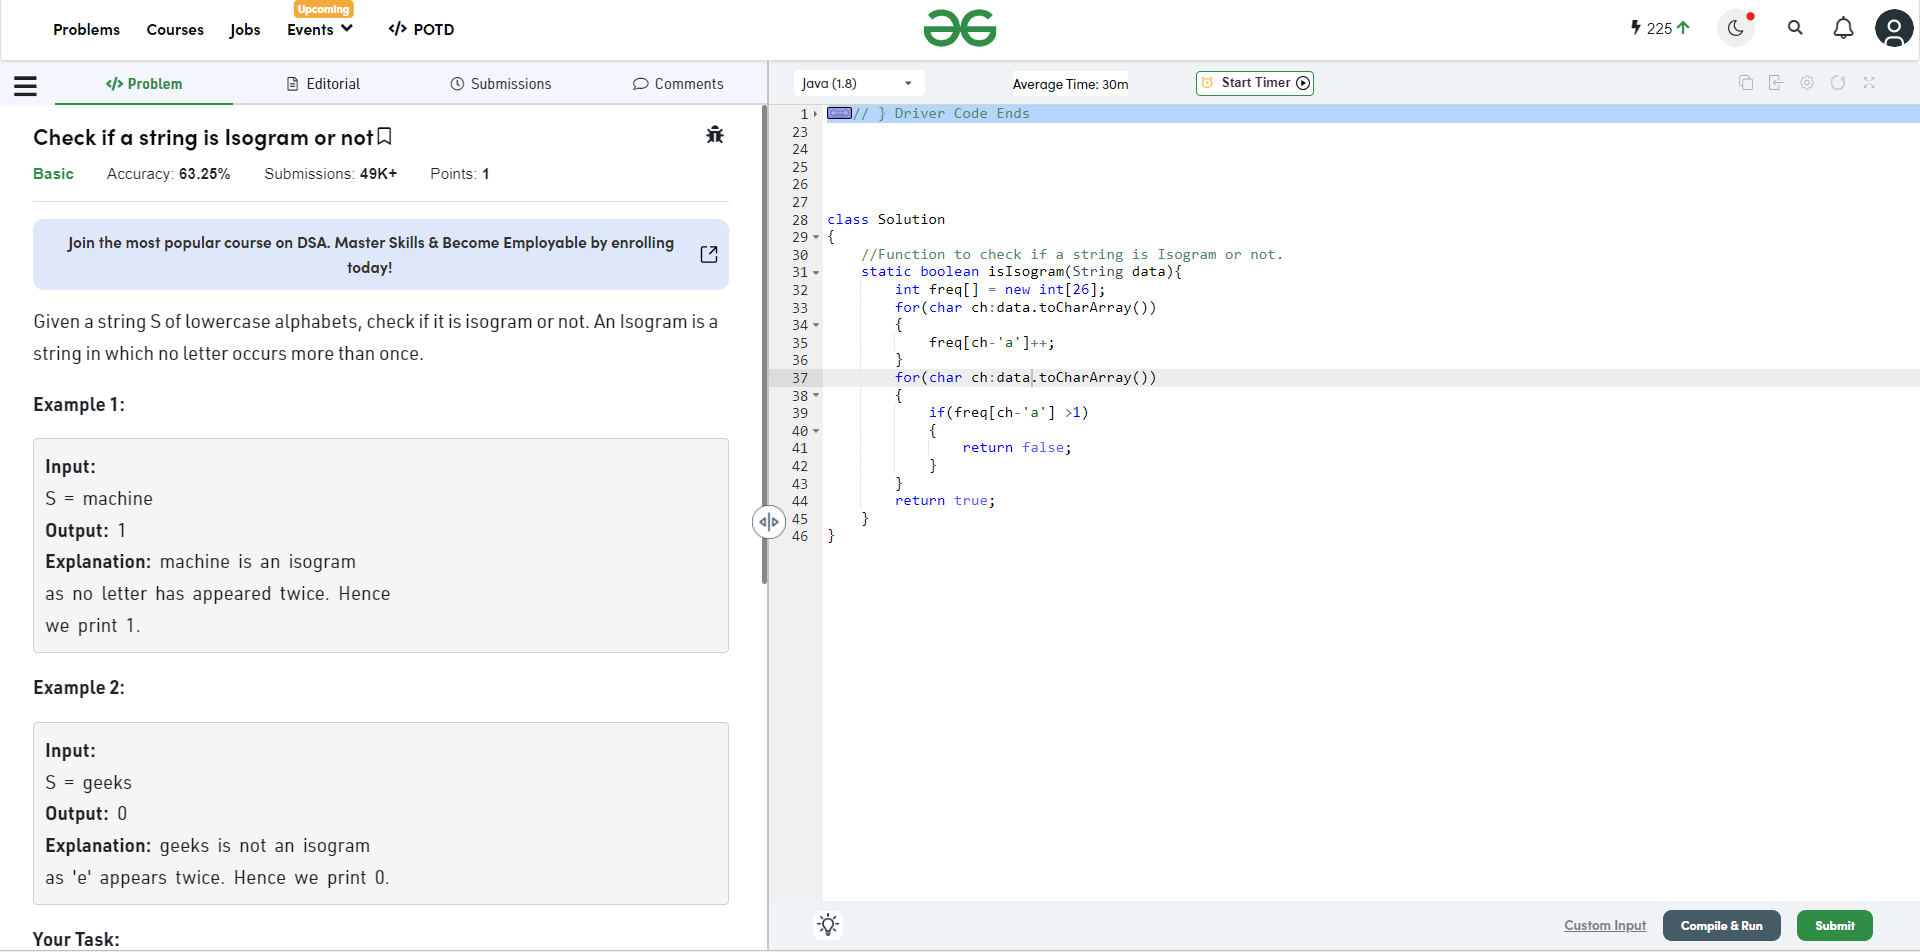 Problems Courses Jobs Events Upcoming </> POTD 225
</> Problem Editorial Submissions Comments
Check if a string is Isogram or not
Basic Accuracy: 63.25% Submissions: 49K+ Points: 1
Join the most popular course on DSA. Master Skills & Become Employable by enrolling
today!
Given a string S of lowercase alphabets, check if it is isogram or not. An Isogram is a
string in which no letter occurs more than once.
Example 1:
Input:
S = machine
Output: 1
Explanation: machine is an isogram
as no letter has appeared twice. Hence
we print 1.
Example 2:
Input:
S = geeks
Output: 0
Explanation: geeks is not an isogram
as 'e' appears twice. Hence we print 0.
Your Task:
Java (1.8) Average Time: 30m Start Timer
1 // } Driver Code Ends
23
24
25
26
27
28 class Solution
29 {
30 //Function to check if a string is Isogram or not.
31 static boolean isIsogram(String data){
32 int freq[] = new int[26];
33 for(char ch:data.toCharArray())
34 {
35 freq[ch-'a']++;
36 }
37 for(char ch:data.toCharArray())
38 {
39 if(freq[ch-'a'] >1)
40 {
41 return false;
42 }
43 }
44 return true;
45 }
46 }
Custom Input Compile & Run Submit